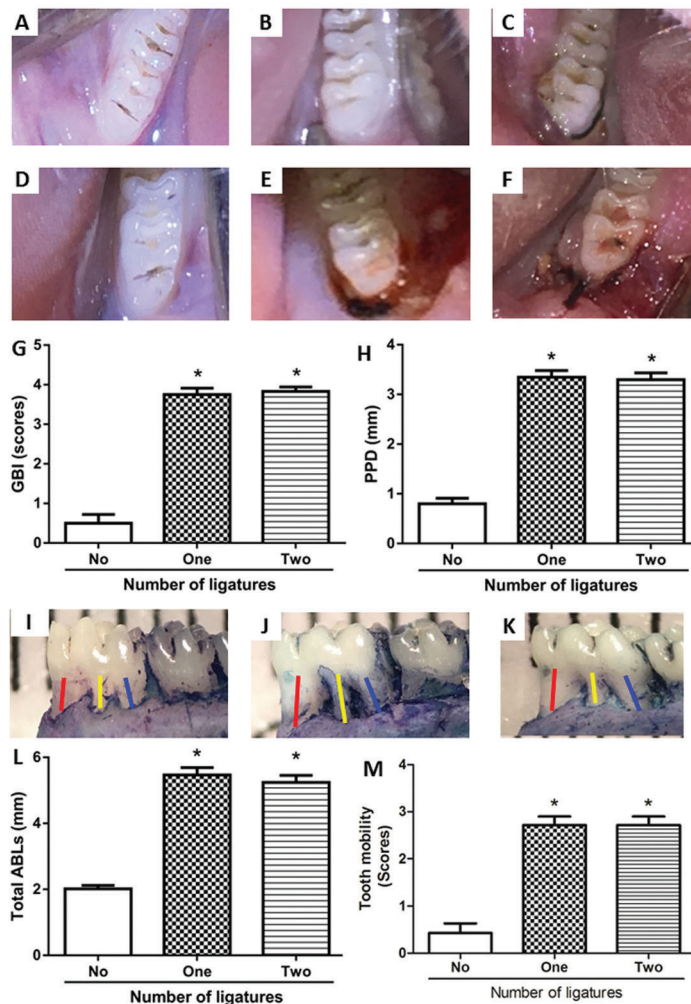 A
B
C
D
E
F
G
GBI (scores)
5
4
3
2
1
0
*
*
No
One
Two
Number of ligatures
H
PPD (mm)
4
3
2
1
0
*
*
No
One
Two
Number of ligatures
I
J
K
L
Total ABLs (mm)
6
4
2
0
*
*
No
One
Two
Number of ligatures
M
Tooth mobility
(Scores)
4
3
2
1
0
*
*
No
One
Two
Number of ligatures